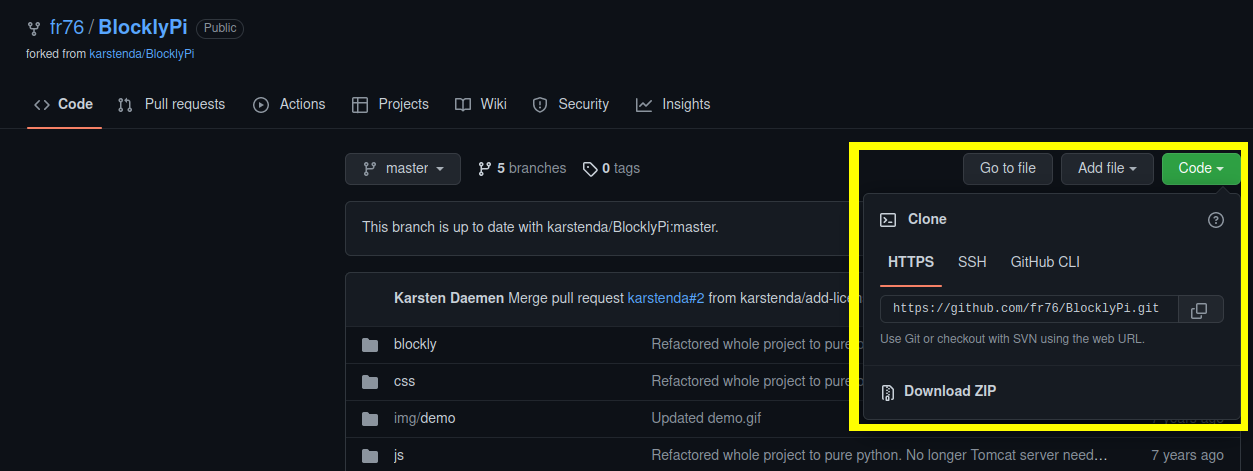 fr76 / BlocklyPi Public
forked from karstenda/BlocklyPi
Code Pull requests Actions Projects Wiki Security Insights
master 5 branches 0 tags Go to file Add file Code
This branch is up to date with karstenda/BlocklyPi:master.
Clone
HTTPS SSH GitHub CLI
https://github.com/fr76/BlocklyPi.git
Use Git or checkout with SVN using the web URL.
Download ZIP
Karsten Daemen Merge pull request karstenda#2 from karstenda/add-licen
blockly Refactored whole project to pure p
css Refactored whole project to pure p
img/demo Updated demo.gif 7 years ago
js Refactored whole project to pure python. No longer Tomcat server need... 7 years ago